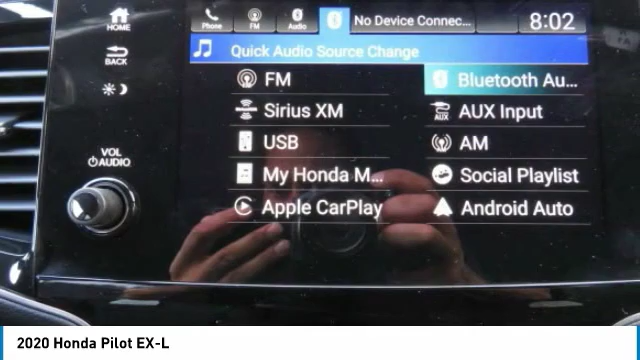 HOME
Phone
FM
Audio
No Device Connec...
8:02
BACK
Quick Audio Source Change
FM
Bluetooth Au...
Sirius XM
AUX
AUX Input
USB
AM
VOL
AUDIO
My Honda M...
Social Playlist
Apple CarPlay
Android Auto
2020 Honda Pilot EX-L